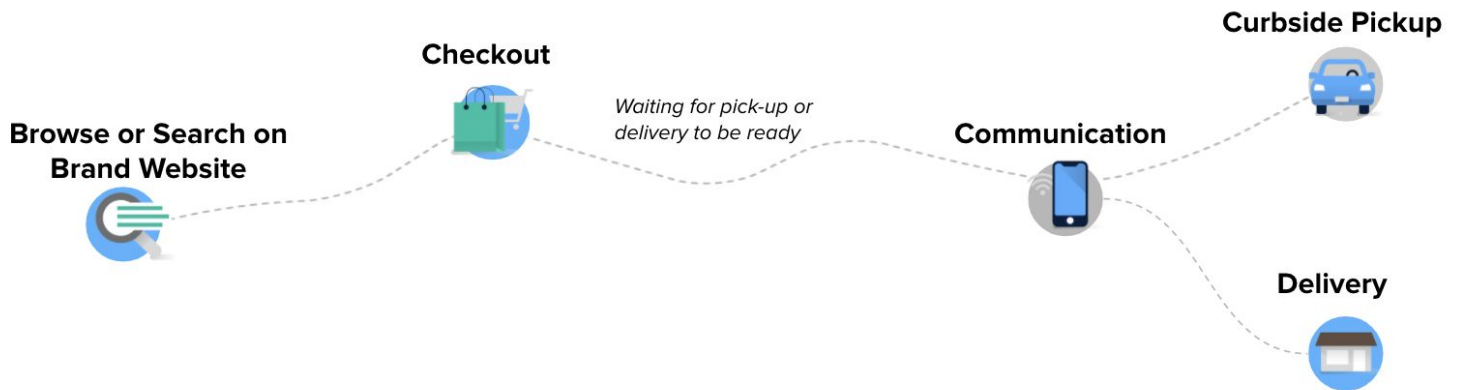 Browse or Search on
Brand Website
Checkout
Waiting for pick-up or
delivery to be ready
Communication
Curbside Pickup
Delivery